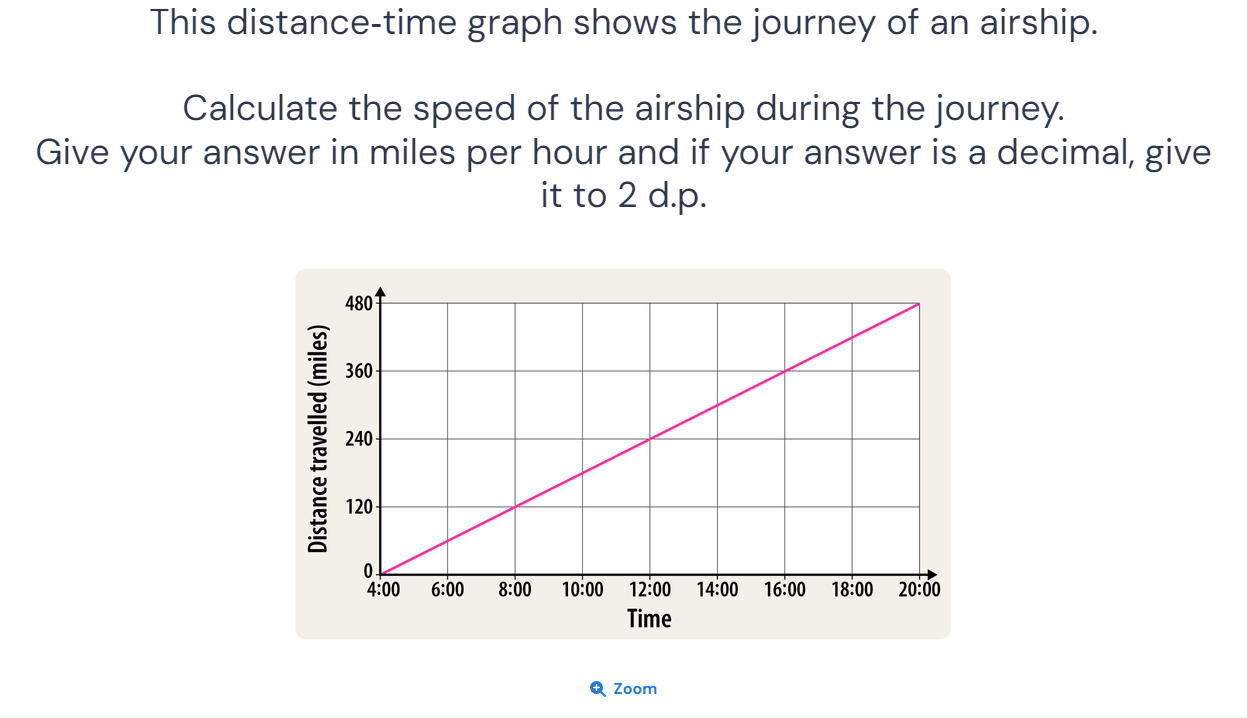 This distance-time graph shows the journey of an airship.
Calculate the speed of the airship during the journey.
Give your answer in miles per hour and if your answer is a decimal, give
it to 2 d.p.
Distance travelled (miles)
480
360
240
120
0
4:00 6:00 8:00 10:00 12:00 14:00 16:00 18:00 20:00
Time
Zoom